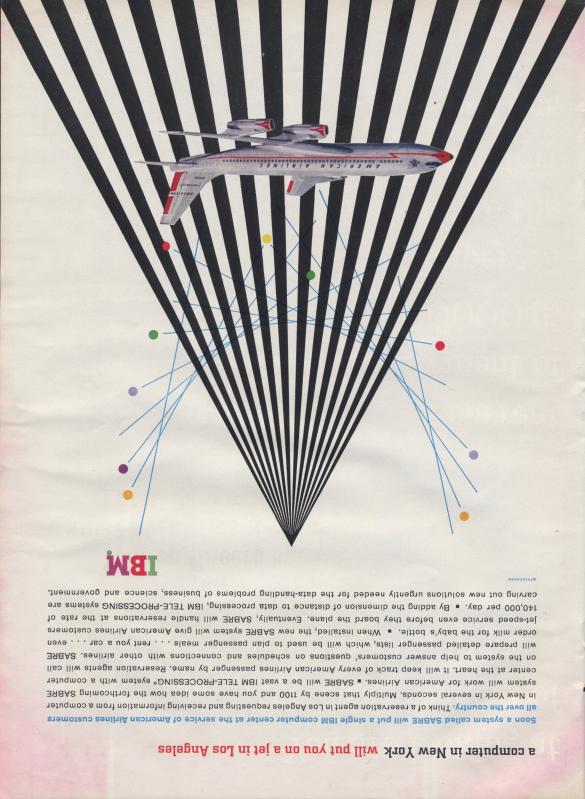 a computer in New York will put you on a jet in Los Angeles
Soon a system called SABRE will put a single IBM computer center at the service of American Airlines customers
all over the country. Think of a reservation agent in Los Angeles requesting and receiving information from a computer
in New York in several seconds. Multiply that scene by 1100 and you have some idea how the forthcoming SABRE
system will work for American Airlines. ▪ SABRE will be a vast IBM TELE-PROCESSING* system with a computer
center at the heart. It will keep track of every American Airlines passenger by name. Reservation agents will call
on the system to help answer customers' questions on schedules and connections with other airlines. SABRE
will prepare detailed passenger lists, which will be used to plan passenger meals . . . rent you a car . . . even
order milk for the baby's bottle. ▪ When installed, the new SABRE system will give American Airlines customers
jet-speed service even before they board the plane. Eventually, SABRE will handle reservations at the rate of
140,000 per day. ▪ By adding the dimension of distance to data processing, IBM TELE-PROCESSING systems are
carving out new solutions urgently needed for the data-handling problems of business, science and government.
IBM®
AMERICAN AIRLINES